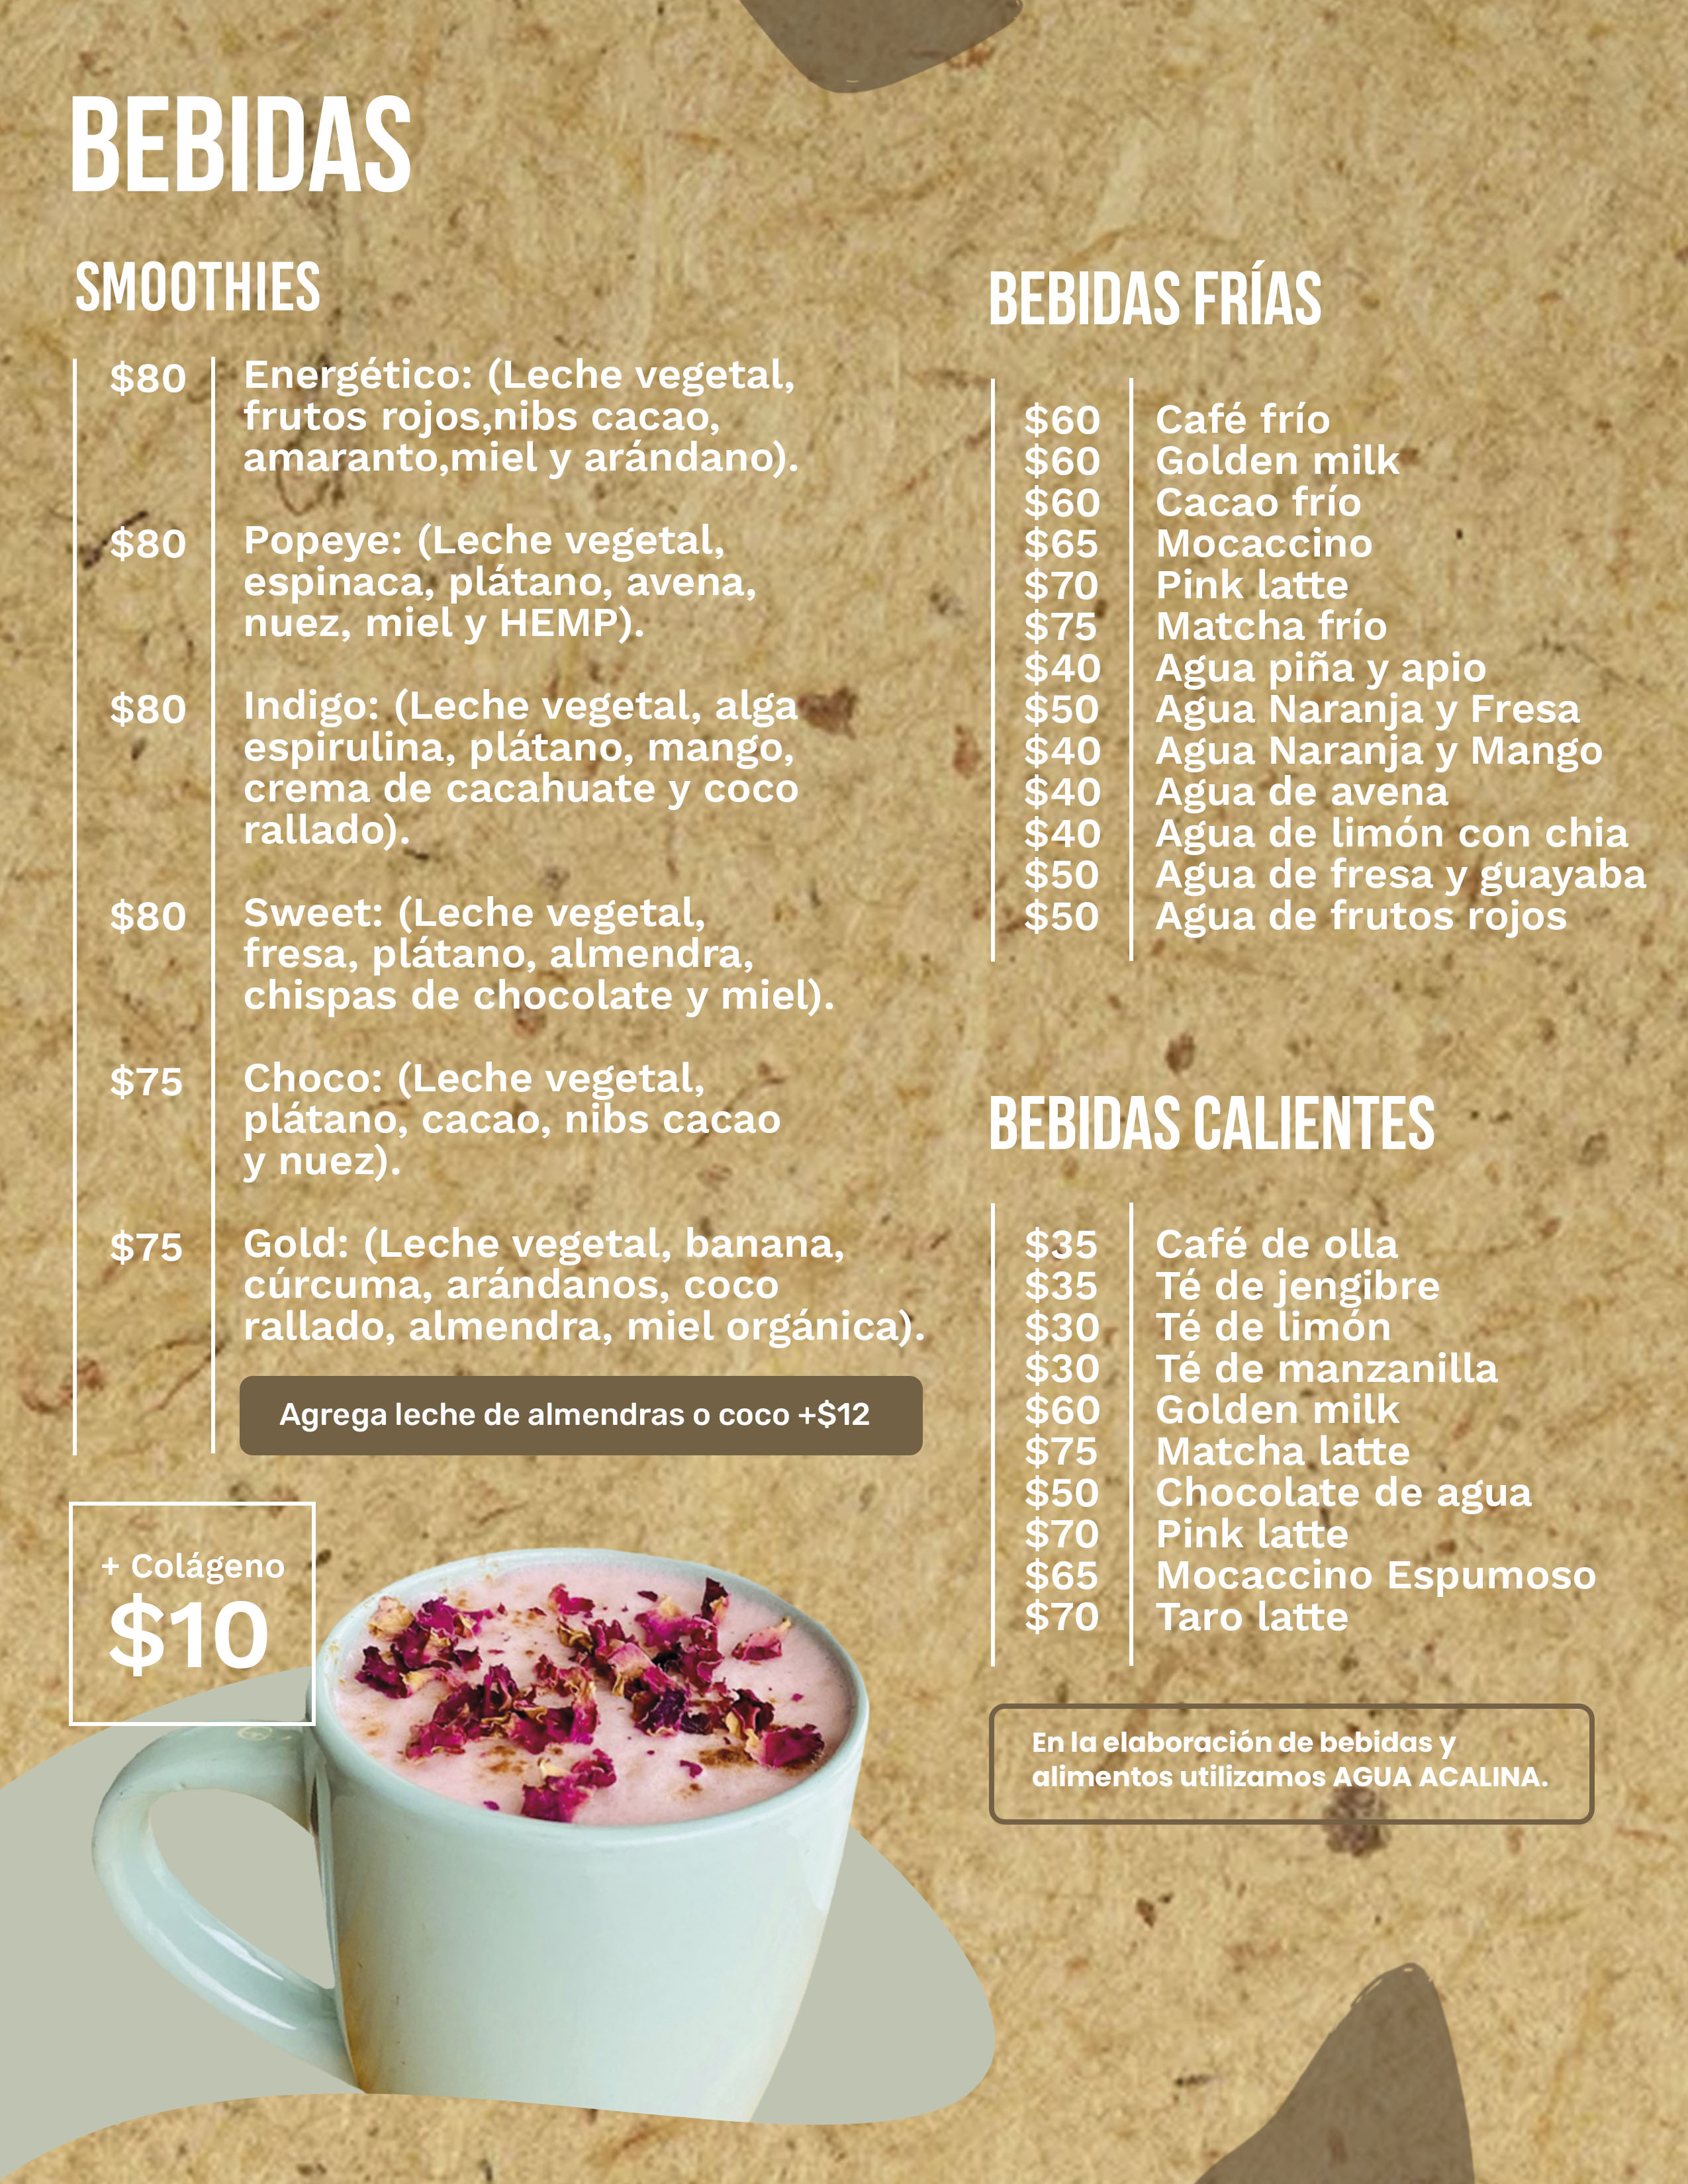 BEBIDAS
SMOOTHIES
$80 Energético: (Leche vegetal,
frutos rojos,nibs cacao,
amaranto,miel y arándano).
$80 Popeye: (Leche vegetal,
espinaca, plátano, avena,
nuez, miel y HEMP).
$80 Indigo: (Leche vegetal, alga
espirulina, plátano, mango,
crema de cacahuate y coco
rallado).
$80 Sweet: (Leche vegetal,
fresa, plátano, almendra,
chispas de chocolate y miel).
$75 Choco: (Leche vegetal,
plátano, cacao, nibs cacao
y nuez).
$75 Gold: (Leche vegetal, banana,
cúrcuma, arándanos, coco
rallado, almendra, miel orgánica).
Agrega leche de almendras o coco +$12
+ Colágeno
$10
BEBIDAS FRÍAS
$60 Café frío
$60 Golden milk
$60 Cacao frío
$65 Mocaccino
$70 Pink latte
$75 Matcha frío
$40 Agua piña y apio
$50 Agua Naranja y Fresa
$40 Agua Naranja y Mango
$40 Agua de avena
$40 Agua de limón con chia
$50 Agua de fresa y guayaba
$50 Agua de frutos rojos
BEBIDAS CALIENTES
$35 Café de olla
$35 Té de jengibre
$30 Té de limón
$30 Té de manzanilla
$60 Golden milk
$75 Matcha latte
$50 Chocolate de agua
$70 Pink latte
$65 Mocaccino Espumoso
$70 Taro latte
En la elaboración de bebidas y
alimentos utilizamos AGUA ACALINA.